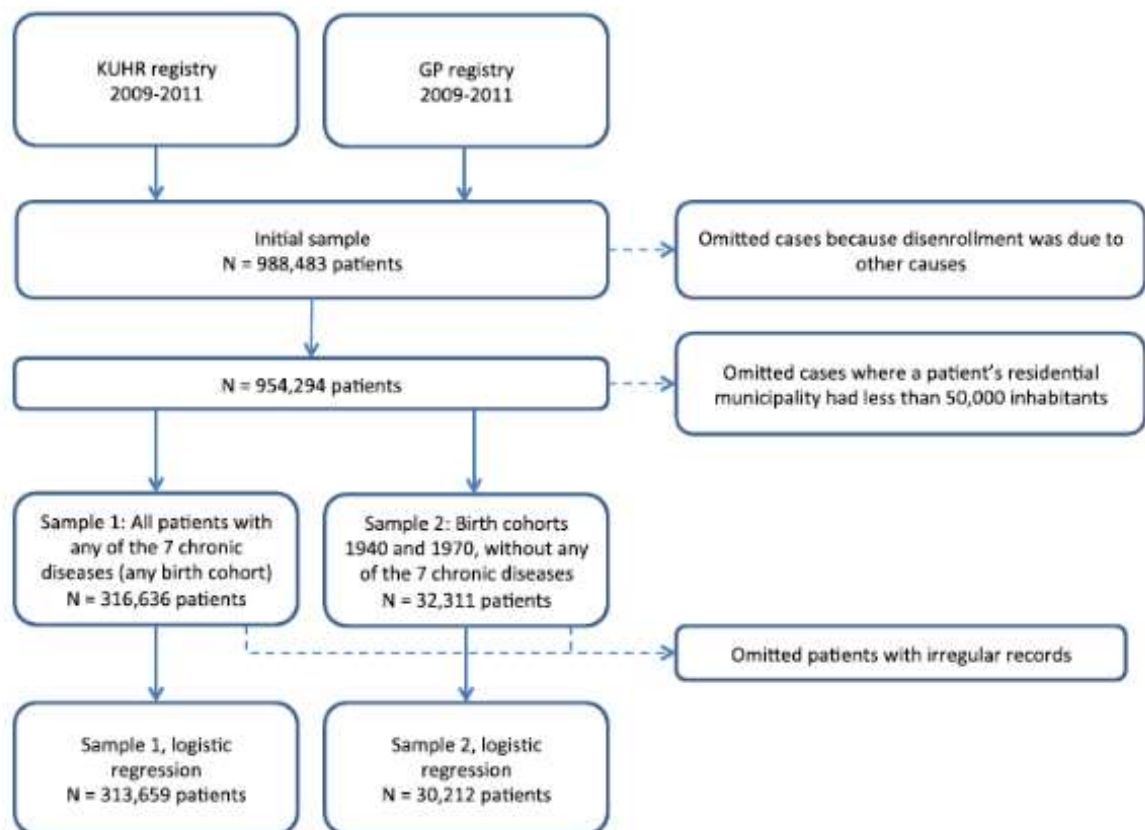 KUHR registry
2009-2011
GP registry
2009-2011
Initial sample
N = 988,483 patients
Omitted cases because disenrollment was due to
other causes
N = 954,294 patients
Omitted cases where a patient's residential
municipality had less than 50,000 inhabitants
Sample 1: All patients with
any of the 7 chronic
diseases (any birth cohort)
N = 316,636 patients
Sample 2: Birth cohorts
1940 and 1970, without any
of the 7 chronic diseases
N = 32,311 patients
Omitted patients with irregular records
Sample 1, logistic
regression
N = 313,659 patients
Sample 2, logistic
regression
N = 30,212 patients